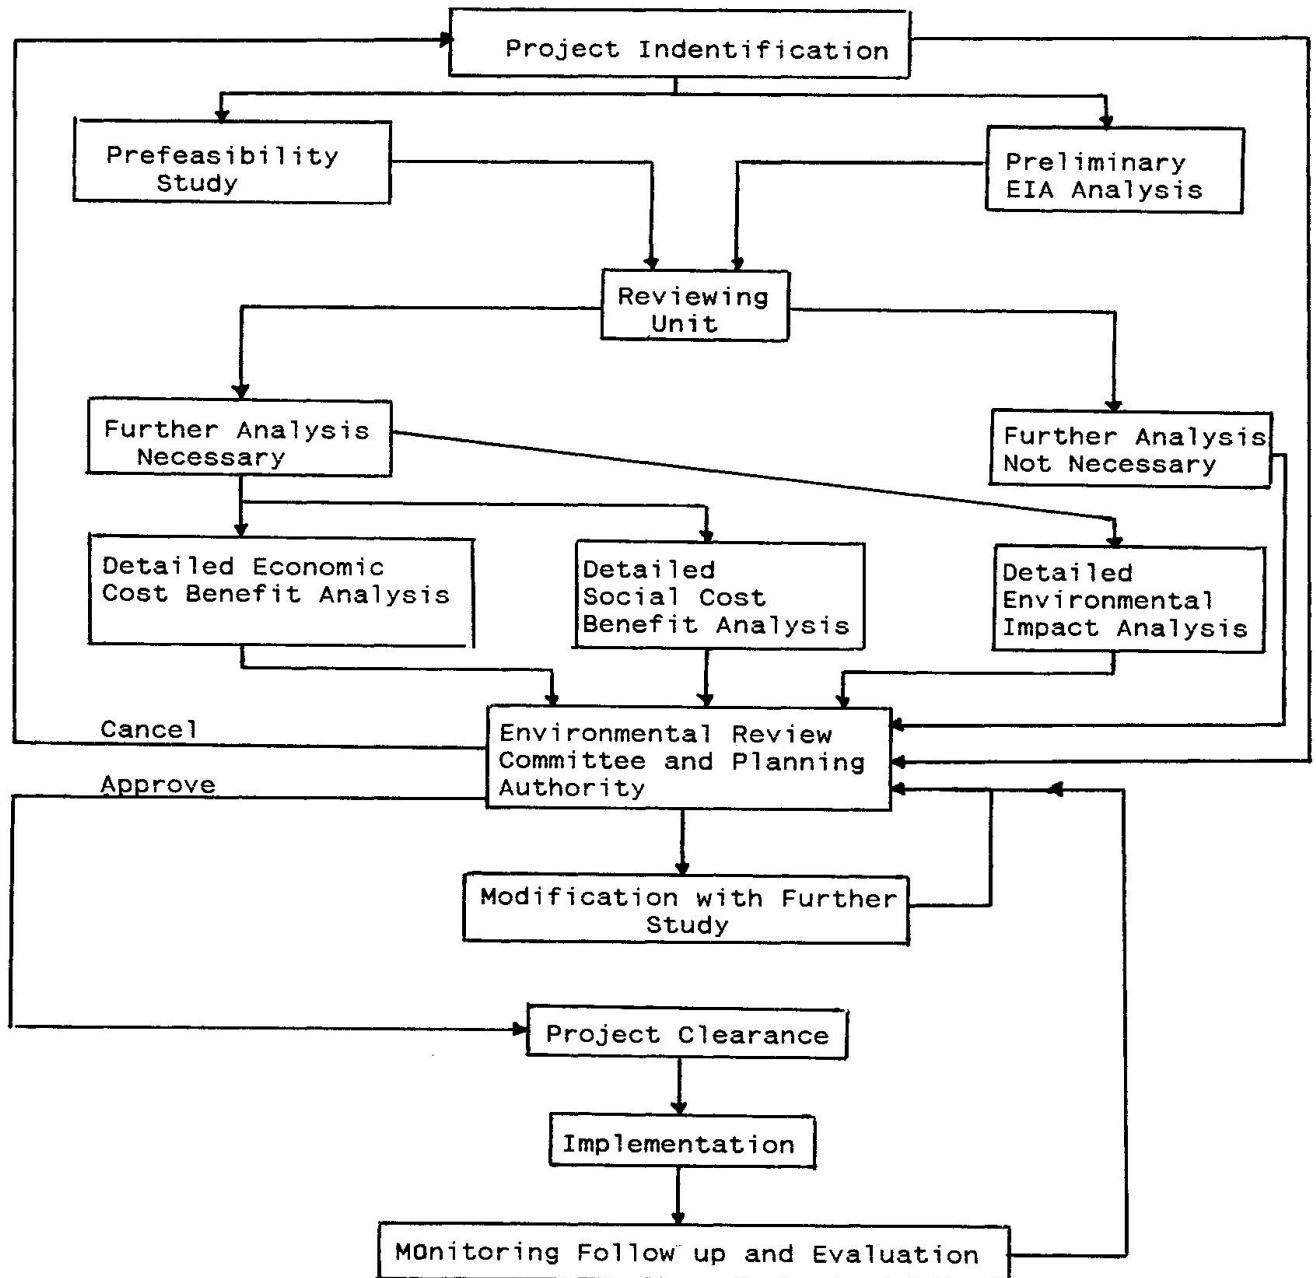 Project Indentification
Prefeasibility
Study
Preliminary
EIA Analysis
Reviewing
Unit
Further Analysis
Necessary
Further Analysis
Not Necessary
Detailed Economic
Cost Benefit Analysis
Detailed
Social Cost
Benefit Analysis
Detailed
Environmental
Impact Analysis
Cancel
Approve
Environmental Review
Committee and Planning
Authority
Modification with Further
Study
Project Clearance
Implementation
Monitoring Follow up and Evaluation